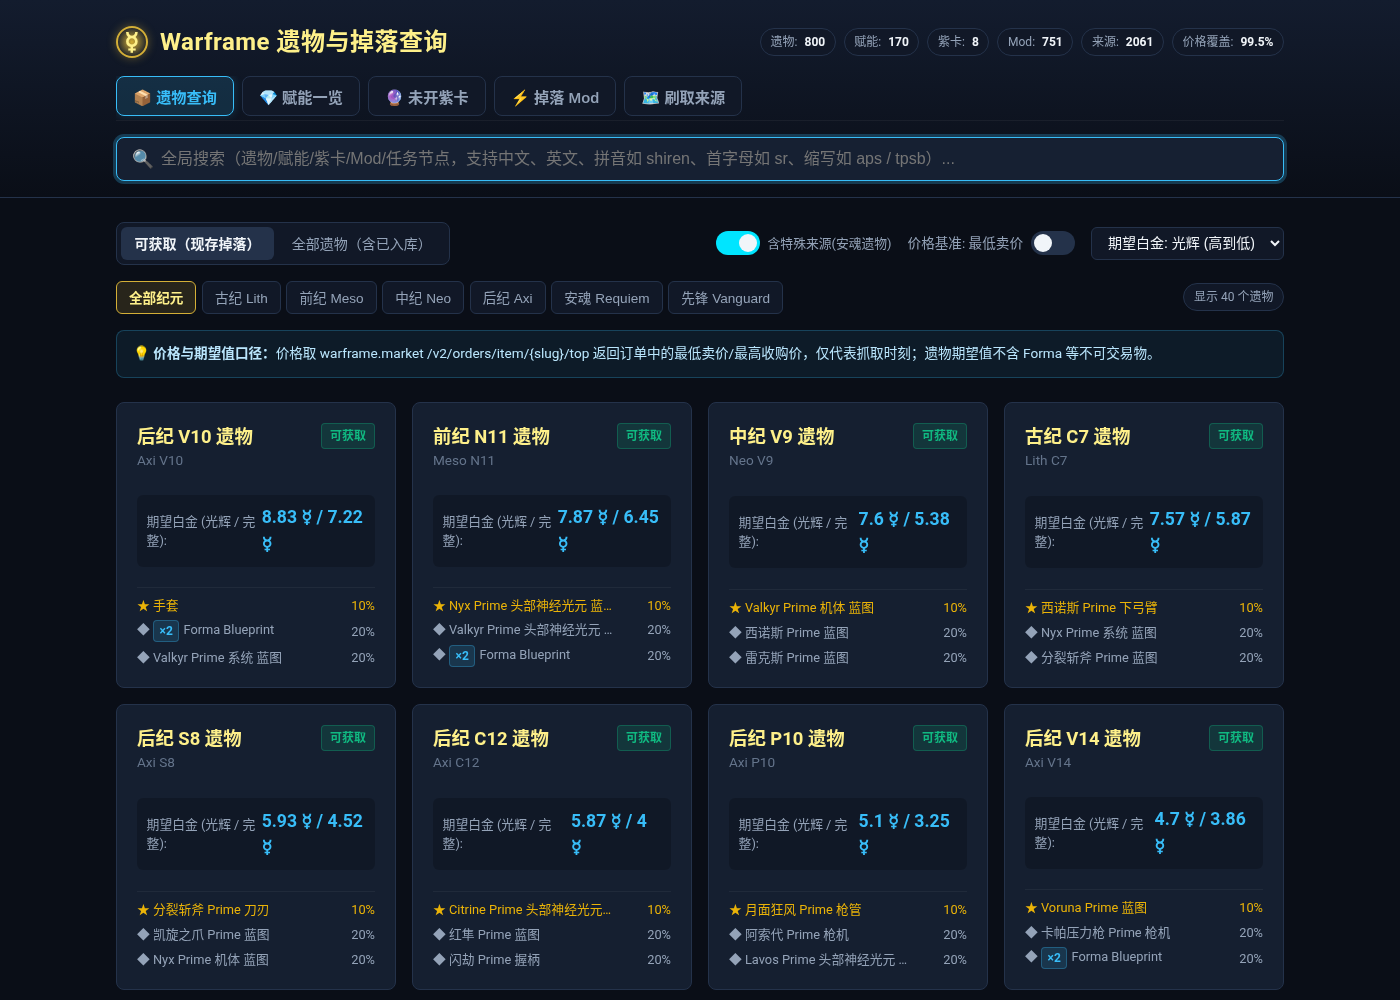 Warframe 遗物与掉落查询
遗物: 800
赋能: 170
紫卡: 8
Mod: 751
来源: 2061
价格覆盖: 99.5%
📦 遗物查询
💎 赋能一览
🔮 未开紫卡
⚡ 掉落 Mod
🗺️ 刷取来源
🔍 全局搜索（遗物/赋能/紫卡/Mod/任务节点，支持中文、英文、拼音如 shiren、首字母如 sr、缩写如 aps / tpsb）...
可获取（现存掉落）
全部遗物（含已入库）
含特殊来源(安魂遗物)
价格基准: 最低卖价
期望白金: 光辉 (高到低)
全部纪元
古纪 Lith
前纪 Meso
中纪 Neo
后纪 Axi
安魂 Requiem
先锋 Vanguard
显示 40 个遗物
💡 价格与期望值口径：价格取 warframe.market /v2/orders/item/{slug}/top 返回订单中的最低卖价/最高收购价，仅代表抓取时刻；遗物期望值不含 Forma 等不可交易物。
后纪 V10 遗物
可获取
Axi V10
期望白金 (光辉 / 完
整):
8.83 ☿ / 7.22
☿
★ 手套 10%
◆ ×2 Forma Blueprint 20%
◆ Valkyr Prime 系统 蓝图 20%
前纪 N11 遗物
可获取
Meso N11
期望白金 (光辉 / 完
整):
7.87 ☿ / 6.45
☿
★ Nyx Prime 头部神经光元 蓝... 10%
◆ Valkyr Prime 头部神经光元 ... 20%
◆ ×2 Forma Blueprint 20%
中纪 V9 遗物
可获取
Neo V9
期望白金 (光辉 / 完
整):
7.6 ☿ / 5.38
☿
★ Valkyr Prime 机体 蓝图 10%
◆ 西诺斯 Prime 蓝图 20%
◆ 雷克斯 Prime 蓝图 20%
古纪 C7 遗物
可获取
Lith C7
期望白金 (光辉 / 完
整):
7.57 ☿ / 5.87
☿
★ 西诺斯 Prime 下弓臂 10%
◆ Nyx Prime 系统 蓝图 20%
◆ 分裂斩斧 Prime 蓝图 20%
后纪 S8 遗物
可获取
Axi S8
期望白金 (光辉 / 完
整):
5.93 ☿ / 4.52
☿
★ 分裂斩斧 Prime 刀刃 10%
◆ 凯旋之爪 Prime 蓝图 20%
◆ Nyx Prime 机体 蓝图 20%
后纪 C12 遗物
可获取
Axi C12
期望白金 (光辉 / 完
整):
5.87 ☿ / 4
☿
★ Citrine Prime 头部神经光元... 10%
◆ 红隼 Prime 蓝图 20%
◆ 闪劫 Prime 握柄 20%
后纪 P10 遗物
可获取
Axi P10
期望白金 (光辉 / 完
整):
5.1 ☿ / 3.25
☿
★ 月面狂风 Prime 枪管 10%
◆ 阿索代 Prime 枪机 20%
◆ Lavos Prime 头部神经光元 ... 20%
后纪 V14 遗物
可获取
Axi V14
期望白金 (光辉 / 完
整):
4.7 ☿ / 3.86
☿
★ Voruna Prime 蓝图 10%
◆ 卡帕压力枪 Prime 枪机 20%
◆ ×2 Forma Blueprint 20%